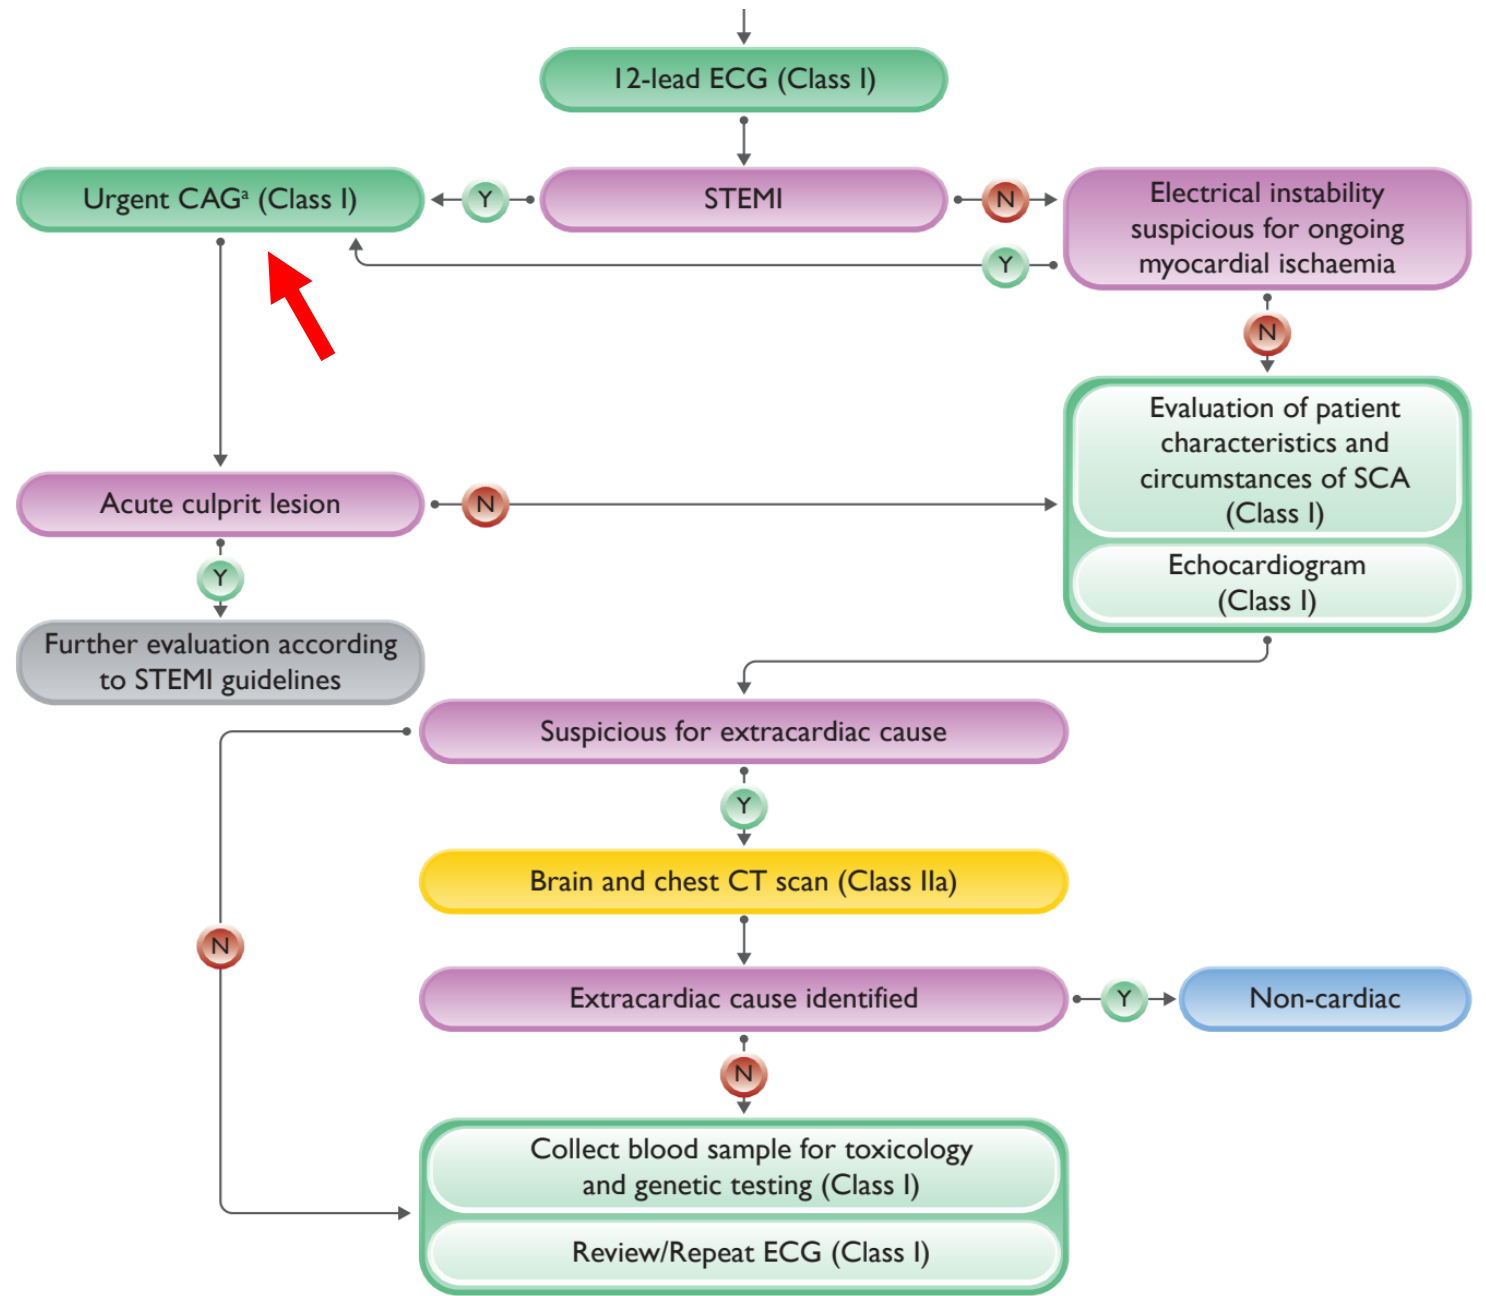 12-lead ECG (Class I)
Urgent CAGª (Class I)
Y
STEMI
N
Electrical instability
suspicious for ongoing
myocardial ischaemia
Y
N
Evaluation of patient
characteristics and
circumstances of SCA
(Class I)
Echocardiogram
(Class I)
Acute culprit lesion
N
Y
Further evaluation according
to STEMI guidelines
Suspicious for extracardiac cause
Y
Brain and chest CT scan (Class IIa)
N
Extracardiac cause identified
Y
Non-cardiac
N
Collect blood sample for toxicology
and genetic testing (Class I)
Review/Repeat ECG (Class I)